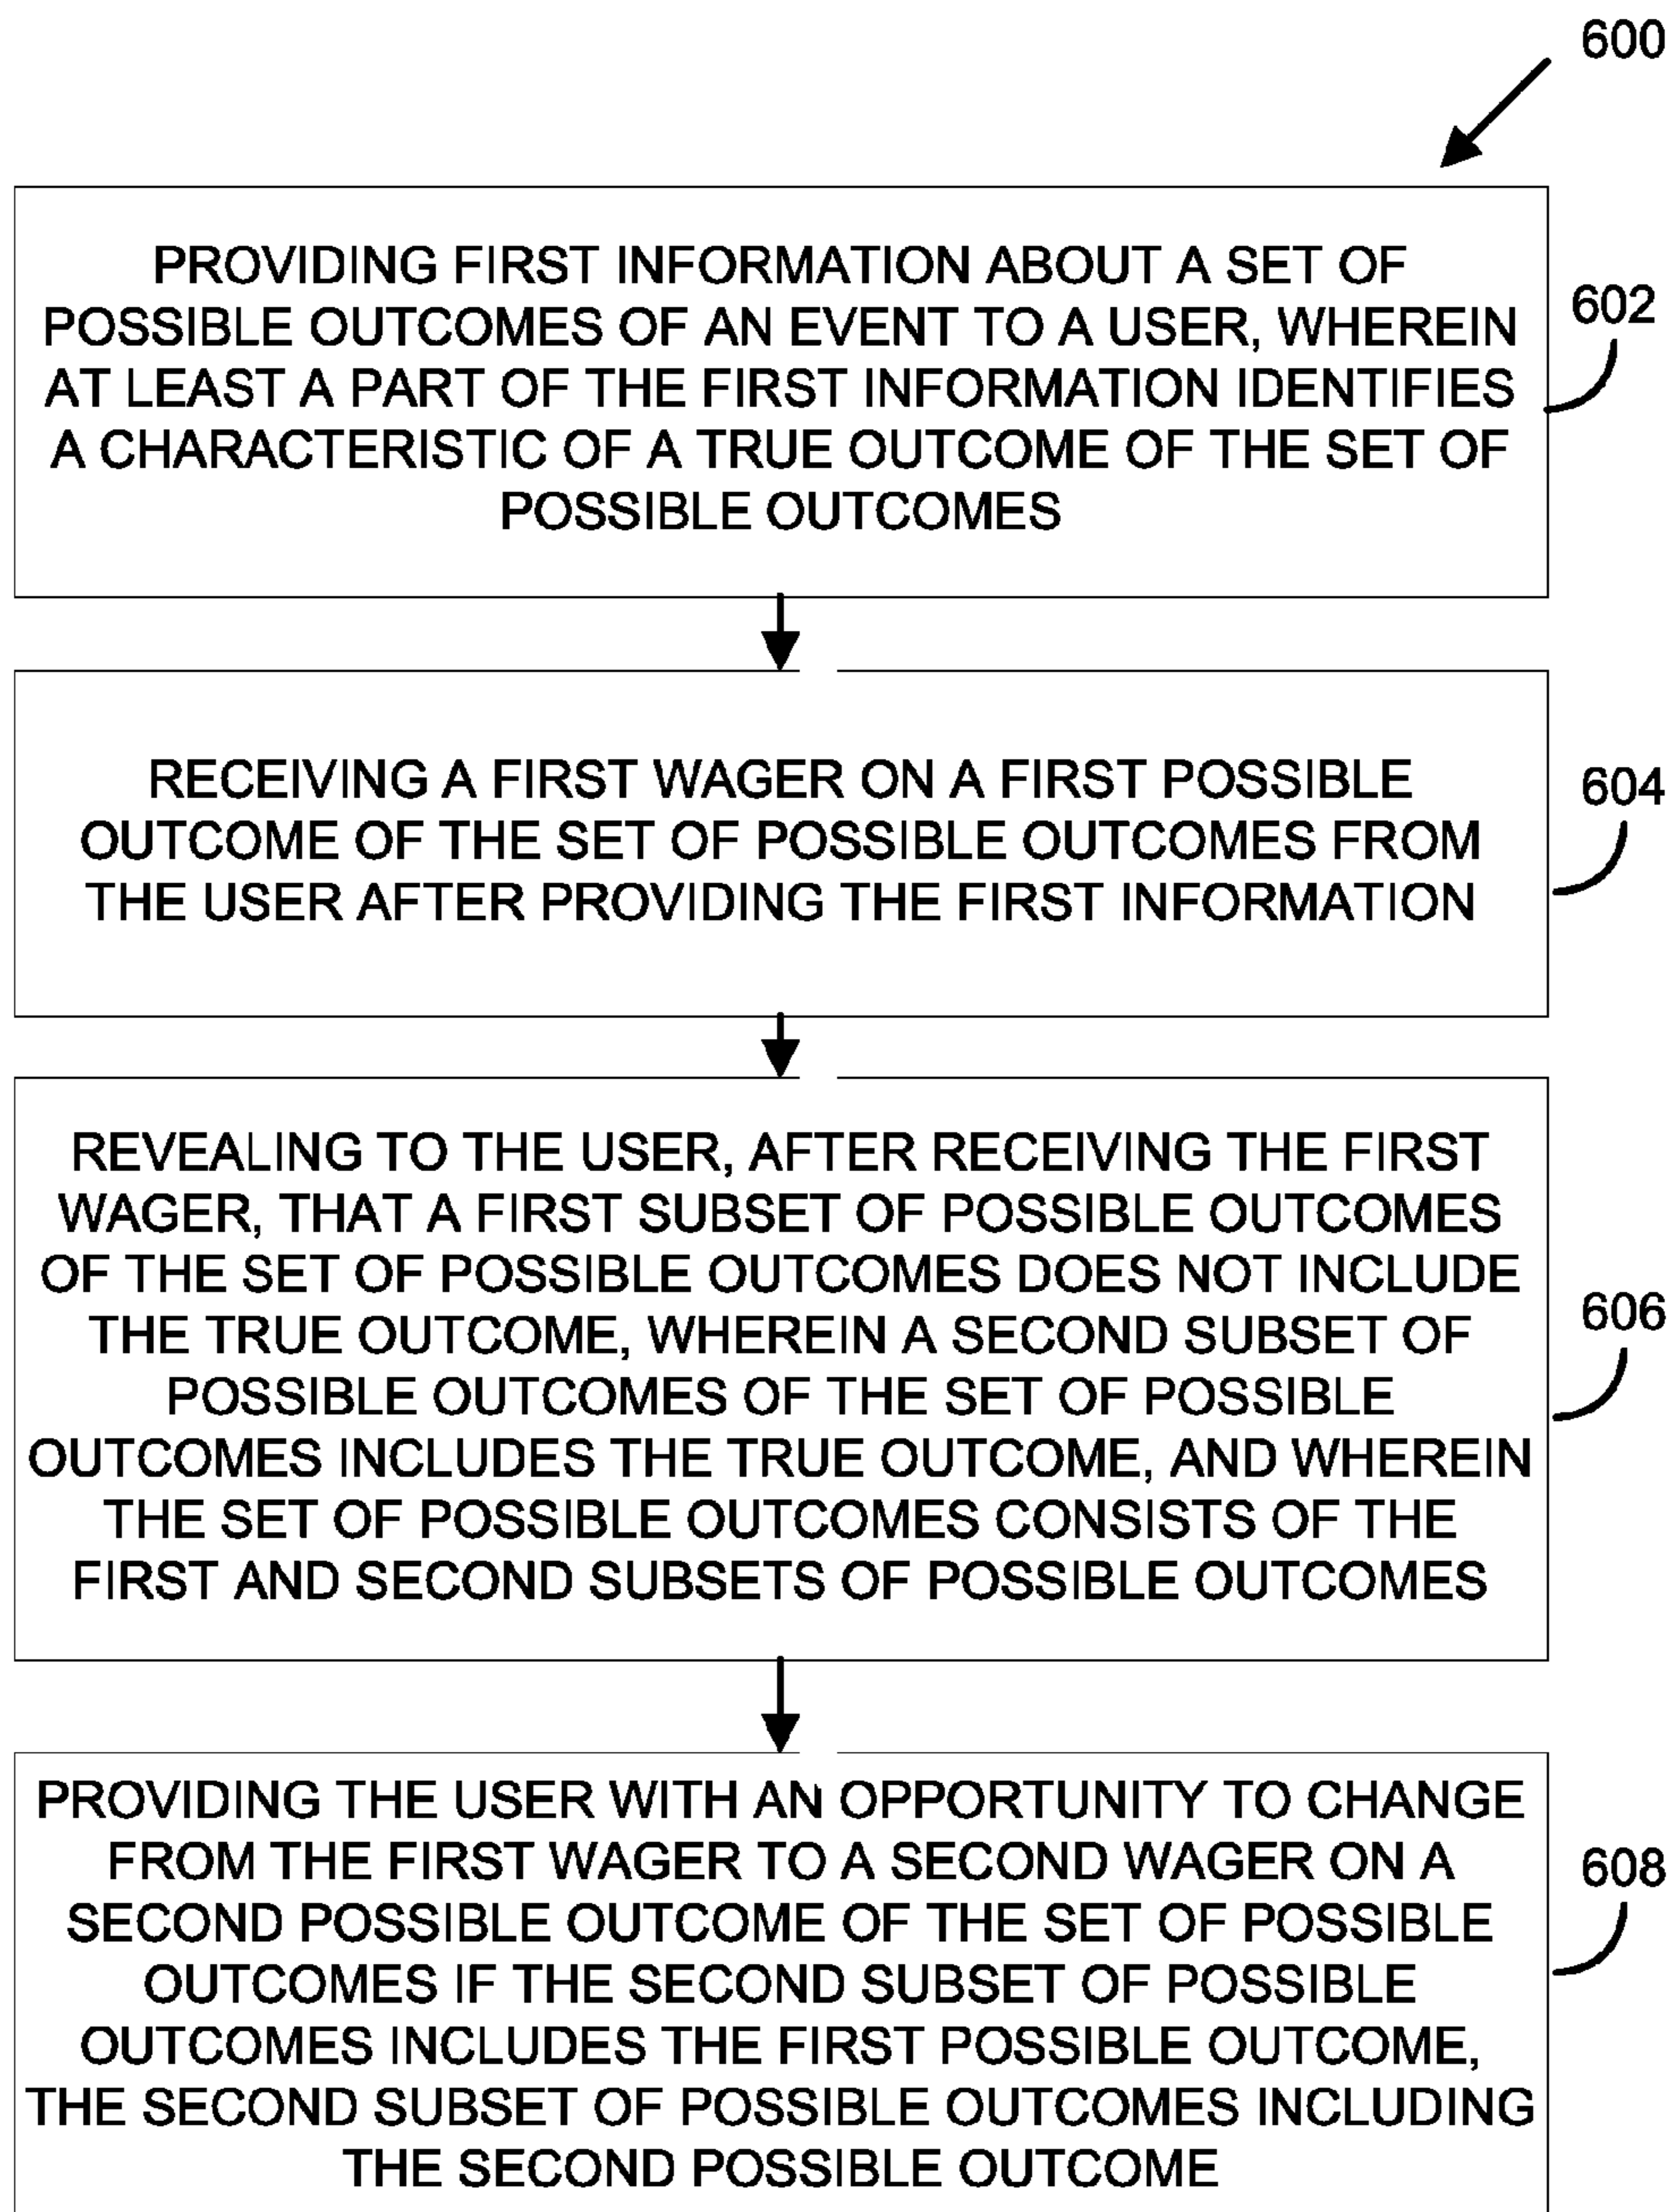 600
PROVIDING FIRST INFORMATION ABOUT A SET OF
POSSIBLE OUTCOMES OF AN EVENT TO A USER, WHEREIN
AT LEAST A PART OF THE FIRST INFORMATION IDENTIFIES
A CHARACTERISTIC OF A TRUE OUTCOME OF THE SET OF
POSSIBLE OUTCOMES
602
RECEIVING A FIRST WAGER ON A FIRST POSSIBLE
OUTCOME OF THE SET OF POSSIBLE OUTCOMES FROM
THE USER AFTER PROVIDING THE FIRST INFORMATION
604
REVEALING TO THE USER, AFTER RECEIVING THE FIRST
WAGER, THAT A FIRST SUBSET OF POSSIBLE OUTCOMES
OF THE SET OF POSSIBLE OUTCOMES DOES NOT INCLUDE
THE TRUE OUTCOME, WHEREIN A SECOND SUBSET OF
POSSIBLE OUTCOMES OF THE SET OF POSSIBLE
OUTCOMES INCLUDES THE TRUE OUTCOME, AND WHEREIN
THE SET OF POSSIBLE OUTCOMES CONSISTS OF THE
FIRST AND SECOND SUBSETS OF POSSIBLE OUTCOMES
606
PROVIDING THE USER WITH AN OPPORTUNITY TO CHANGE
FROM THE FIRST WAGER TO A SECOND WAGER ON A
SECOND POSSIBLE OUTCOME OF THE SET OF POSSIBLE
OUTCOMES IF THE SECOND SUBSET OF POSSIBLE
OUTCOMES INCLUDES THE FIRST POSSIBLE OUTCOME,
THE SECOND SUBSET OF POSSIBLE OUTCOMES INCLUDING
THE SECOND POSSIBLE OUTCOME
608